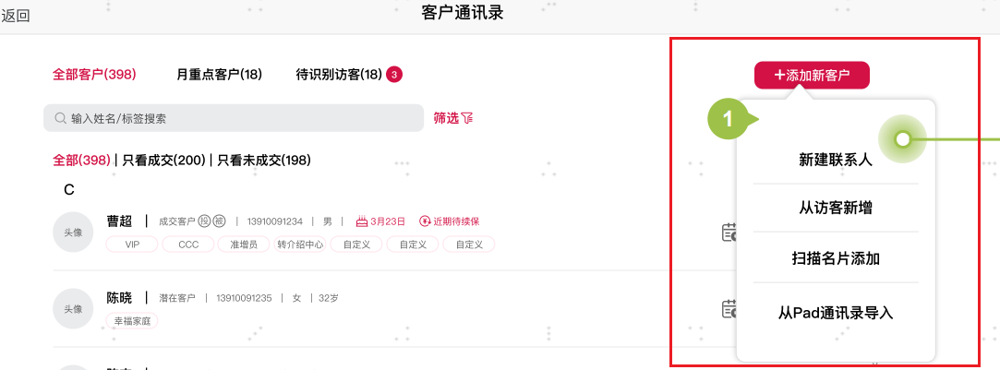 返回
客户通讯录
全部客户(398) 月重点客户(18) 待识别访客(18) 3
+添加新客户
输入姓名/标签搜索 筛选
1
全部(398) | 只看成交(200) | 只看未成交(198)
新建联系人
C
从访客新增
头像
曹超 | 成交客户 投 被 | 13910091234 | 男 | 3月23日 近期待续保
VIP CCC 准增员 转介绍中心 自定义 自定义 自定义
扫描名片添加
头像
陈晓 | 潜在客户 | 13910091235 | 女 | 32岁
幸福家庭
从Pad通讯录导入